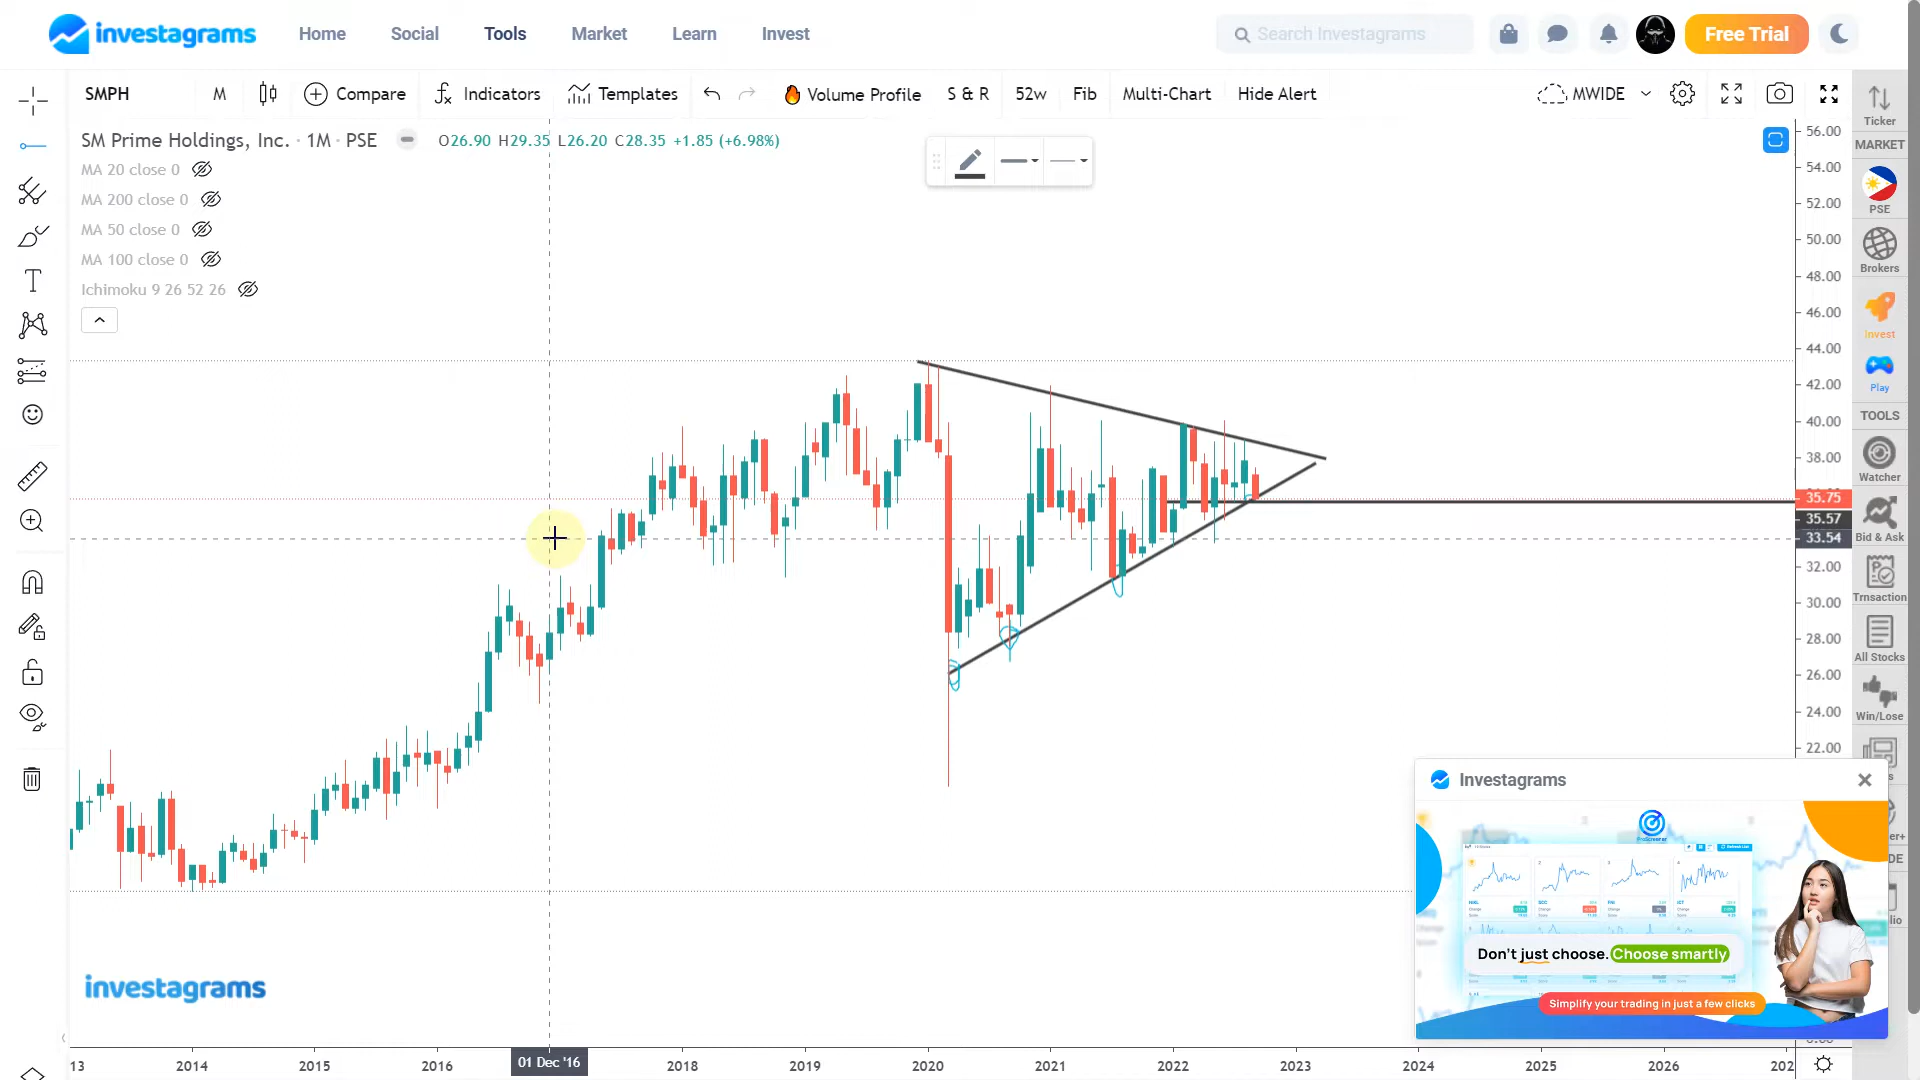 investagrams Home Social Tools Market Learn Invest Search Investagrams Free Trial
SMPH M Compare Indicators Templates Volume Profile S & R 52w Fib Multi-Chart Hide Alert MWIDE
SM Prime Holdings, Inc. · 1M · PSE O26.90 H29.35 L26.20 C28.35 +1.85 (+6.98%)
MA 20 close 0
MA 200 close 0
MA 50 close 0
MA 100 close 0
Ichimoku 9 26 52 26
56.00
54.00
52.00
50.00
48.00
46.00
44.00
42.00
40.00
38.00
35.75
35.57
33.54
32.00
30.00
28.00
26.00
24.00
22.00
Ticker
MARKET
PSE
Brokers
Invest
Play
TOOLS
Watcher
Bid & Ask
Trnsaction
All Stocks
Win/Lose
Investagrams
Don't just choose. Choose smartly
Simplify your trading in just a few clicks
investagrams
13 2014 2015 2016 01 Dec '16 2018 2019 2020 2021 2022 2023 2024 2025 2026 202